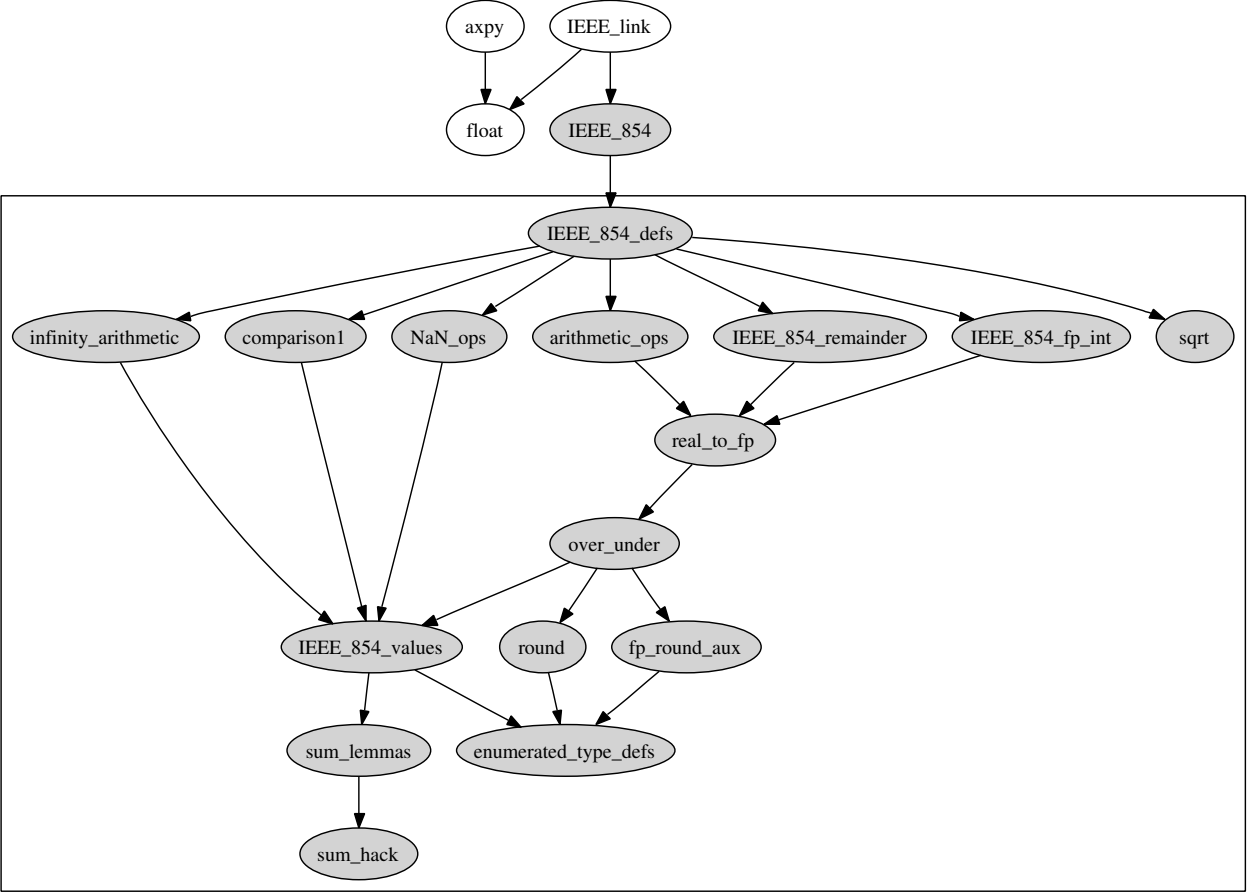 axpy
IEEE_link
float
IEEE_854
IEEE_854_defs
infinity_arithmetic
comparison1
NaN_ops
arithmetic_ops
IEEE_854_remainder
IEEE_854_fp_int
sqrt
real_to_fp
over_under
IEEE_854_values
round
fp_round_aux
sum_lemmas
enumerated_type_defs
sum_hack